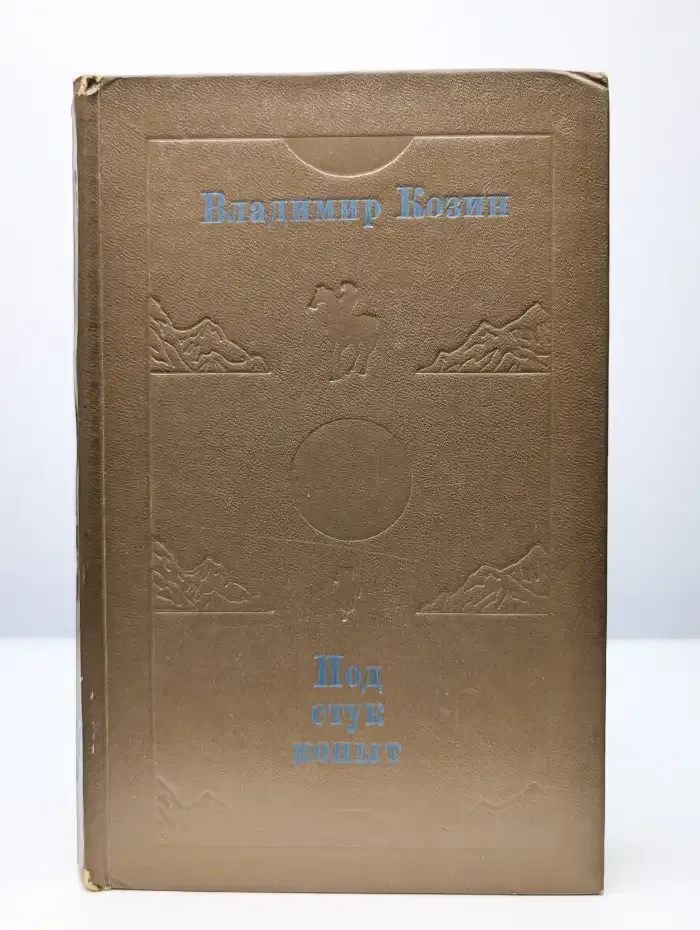 Владимир Козин
Под
стук
копыт